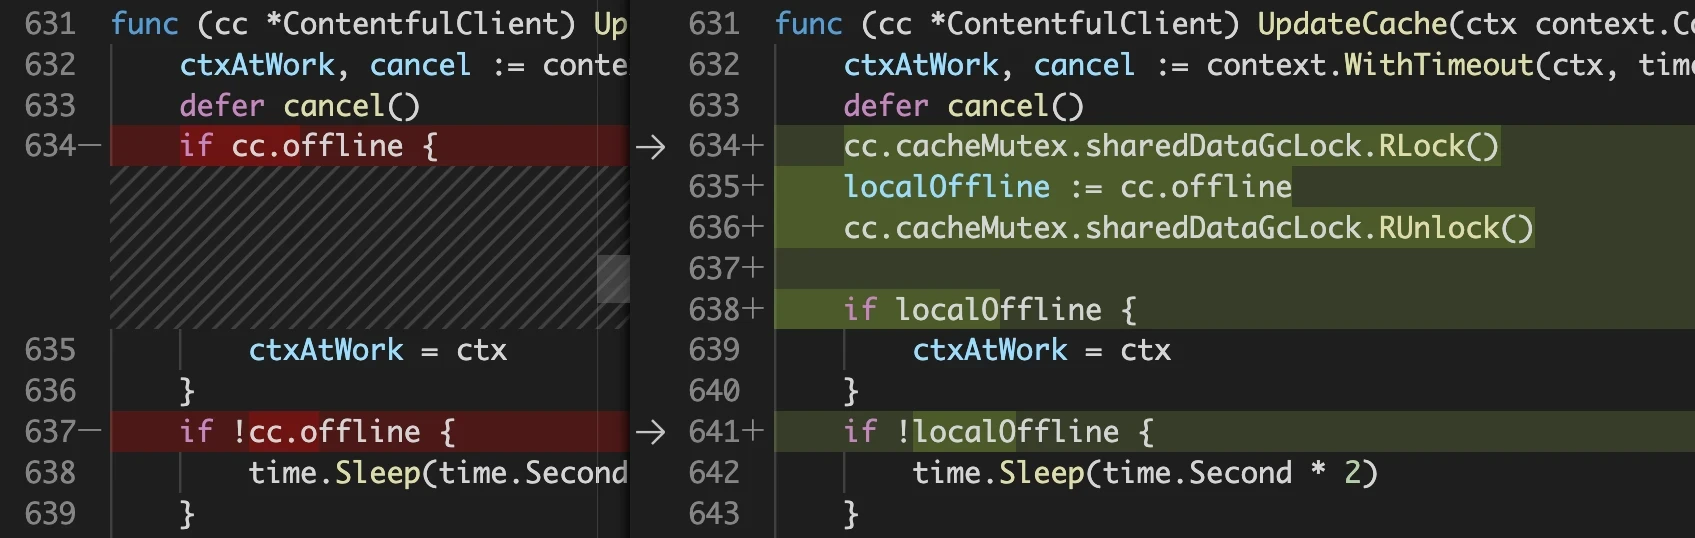 631 func (cc *ContentfulClient) Up
632 ctxAtWork, cancel := conte
633 defer cancel()
634— if cc.offline {
635 ctxAtWork = ctx
636 }
637— if !cc.offline {
638 time.Sleep(time.Second
639 }
631 func (cc *ContentfulClient) UpdateCache(ctx context.Co
632 ctxAtWork, cancel := context.WithTimeout(ctx, time
633 defer cancel()
→ 634+ cc.cacheMutex.sharedDataGcLock.RLock()
635+ localOffline := cc.offline
636+ cc.cacheMutex.sharedDataGcLock.RUnlock()
637+
638+ if localOffline {
639 ctxAtWork = ctx
640 }
→ 641+ if !localOffline {
642 time.Sleep(time.Second * 2)
643 }